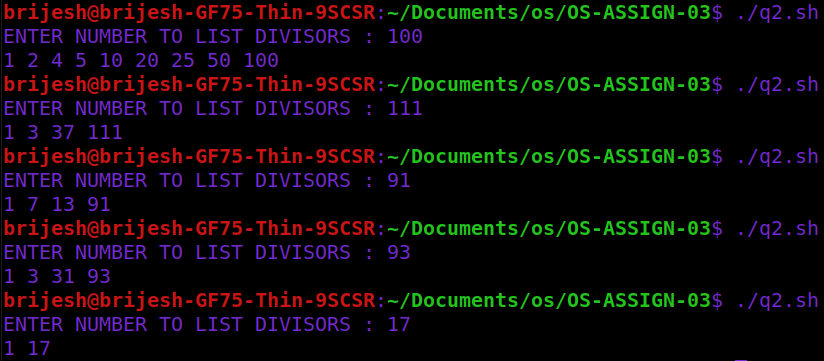 brijesh@brijesh-GF75-Thin-9SCSR:~/Documents/os/OS-ASSIGN-03$ ./q2.sh
ENTER NUMBER TO LIST DIVISORS : 100
1 2 4 5 10 20 25 50 100
brijesh@brijesh-GF75-Thin-9SCSR:~/Documents/os/OS-ASSIGN-03$ ./q2.sh
ENTER NUMBER TO LIST DIVISORS : 111
1 3 37 111
brijesh@brijesh-GF75-Thin-9SCSR:~/Documents/os/OS-ASSIGN-03$ ./q2.sh
ENTER NUMBER TO LIST DIVISORS : 91
1 7 13 91
brijesh@brijesh-GF75-Thin-9SCSR:~/Documents/os/OS-ASSIGN-03$ ./q2.sh
ENTER NUMBER TO LIST DIVISORS : 93
1 3 31 93
brijesh@brijesh-GF75-Thin-9SCSR:~/Documents/os/OS-ASSIGN-03$ ./q2.sh
ENTER NUMBER TO LIST DIVISORS : 17
1 17